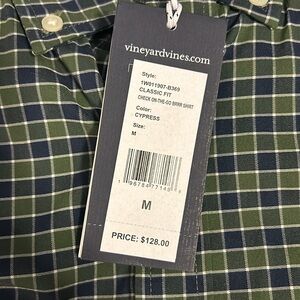 vineyardvines.com
Style:
1W011907-B369
CLASSIC FIT
CHECK ON-THE-GO BRRR SHIRT
Color:
CYPRESS
Size:
M
M
PRICE: $128.00